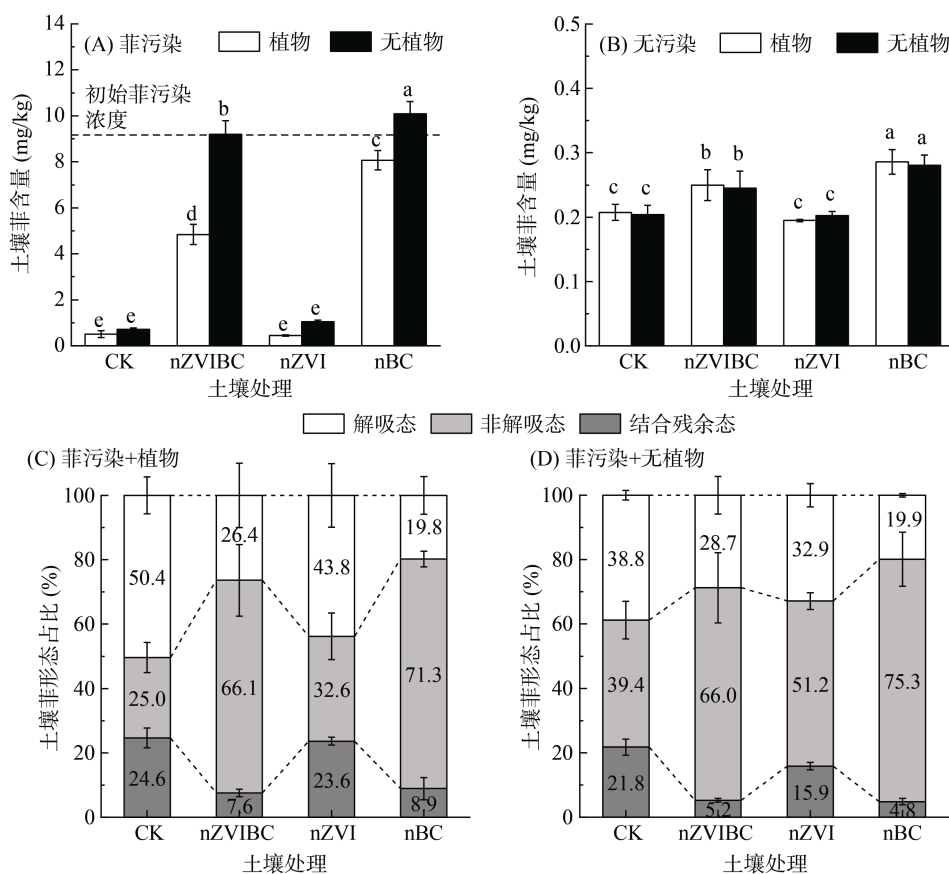 (A) 菲污染 植物 无植物
初始菲污染
浓度
土壤菲含量 (mg/kg)
14
12
10
8
6
4
2
0
e e d b e e c a
CK nZVIBC nZVI nBC
土壤处理
(B) 无污染 植物 无植物
土壤菲含量 (mg/kg)
0.5
0.4
0.3
0.2
0.1
0.0
c c b b c c a a
CK nZVIBC nZVI nBC
土壤处理
解吸态 非解吸态 结合残余态
(C) 菲污染+植物
土壤菲形态占比 (%)
100
80
60
40
20
0
50.4 26.4 43.8 19.8
25.0 66.1 32.6 71.3
24.6 7.6 23.6 8.9
CK nZVIBC nZVI nBC
土壤处理
(D) 菲污染+无植物
土壤菲形态占比 (%)
100
80
60
40
20
0
38.8 28.7 32.9 19.9
39.4 66.0 51.2 75.3
21.8 5.2 15.9 4.8
CK nZVIBC nZVI nBC
土壤处理